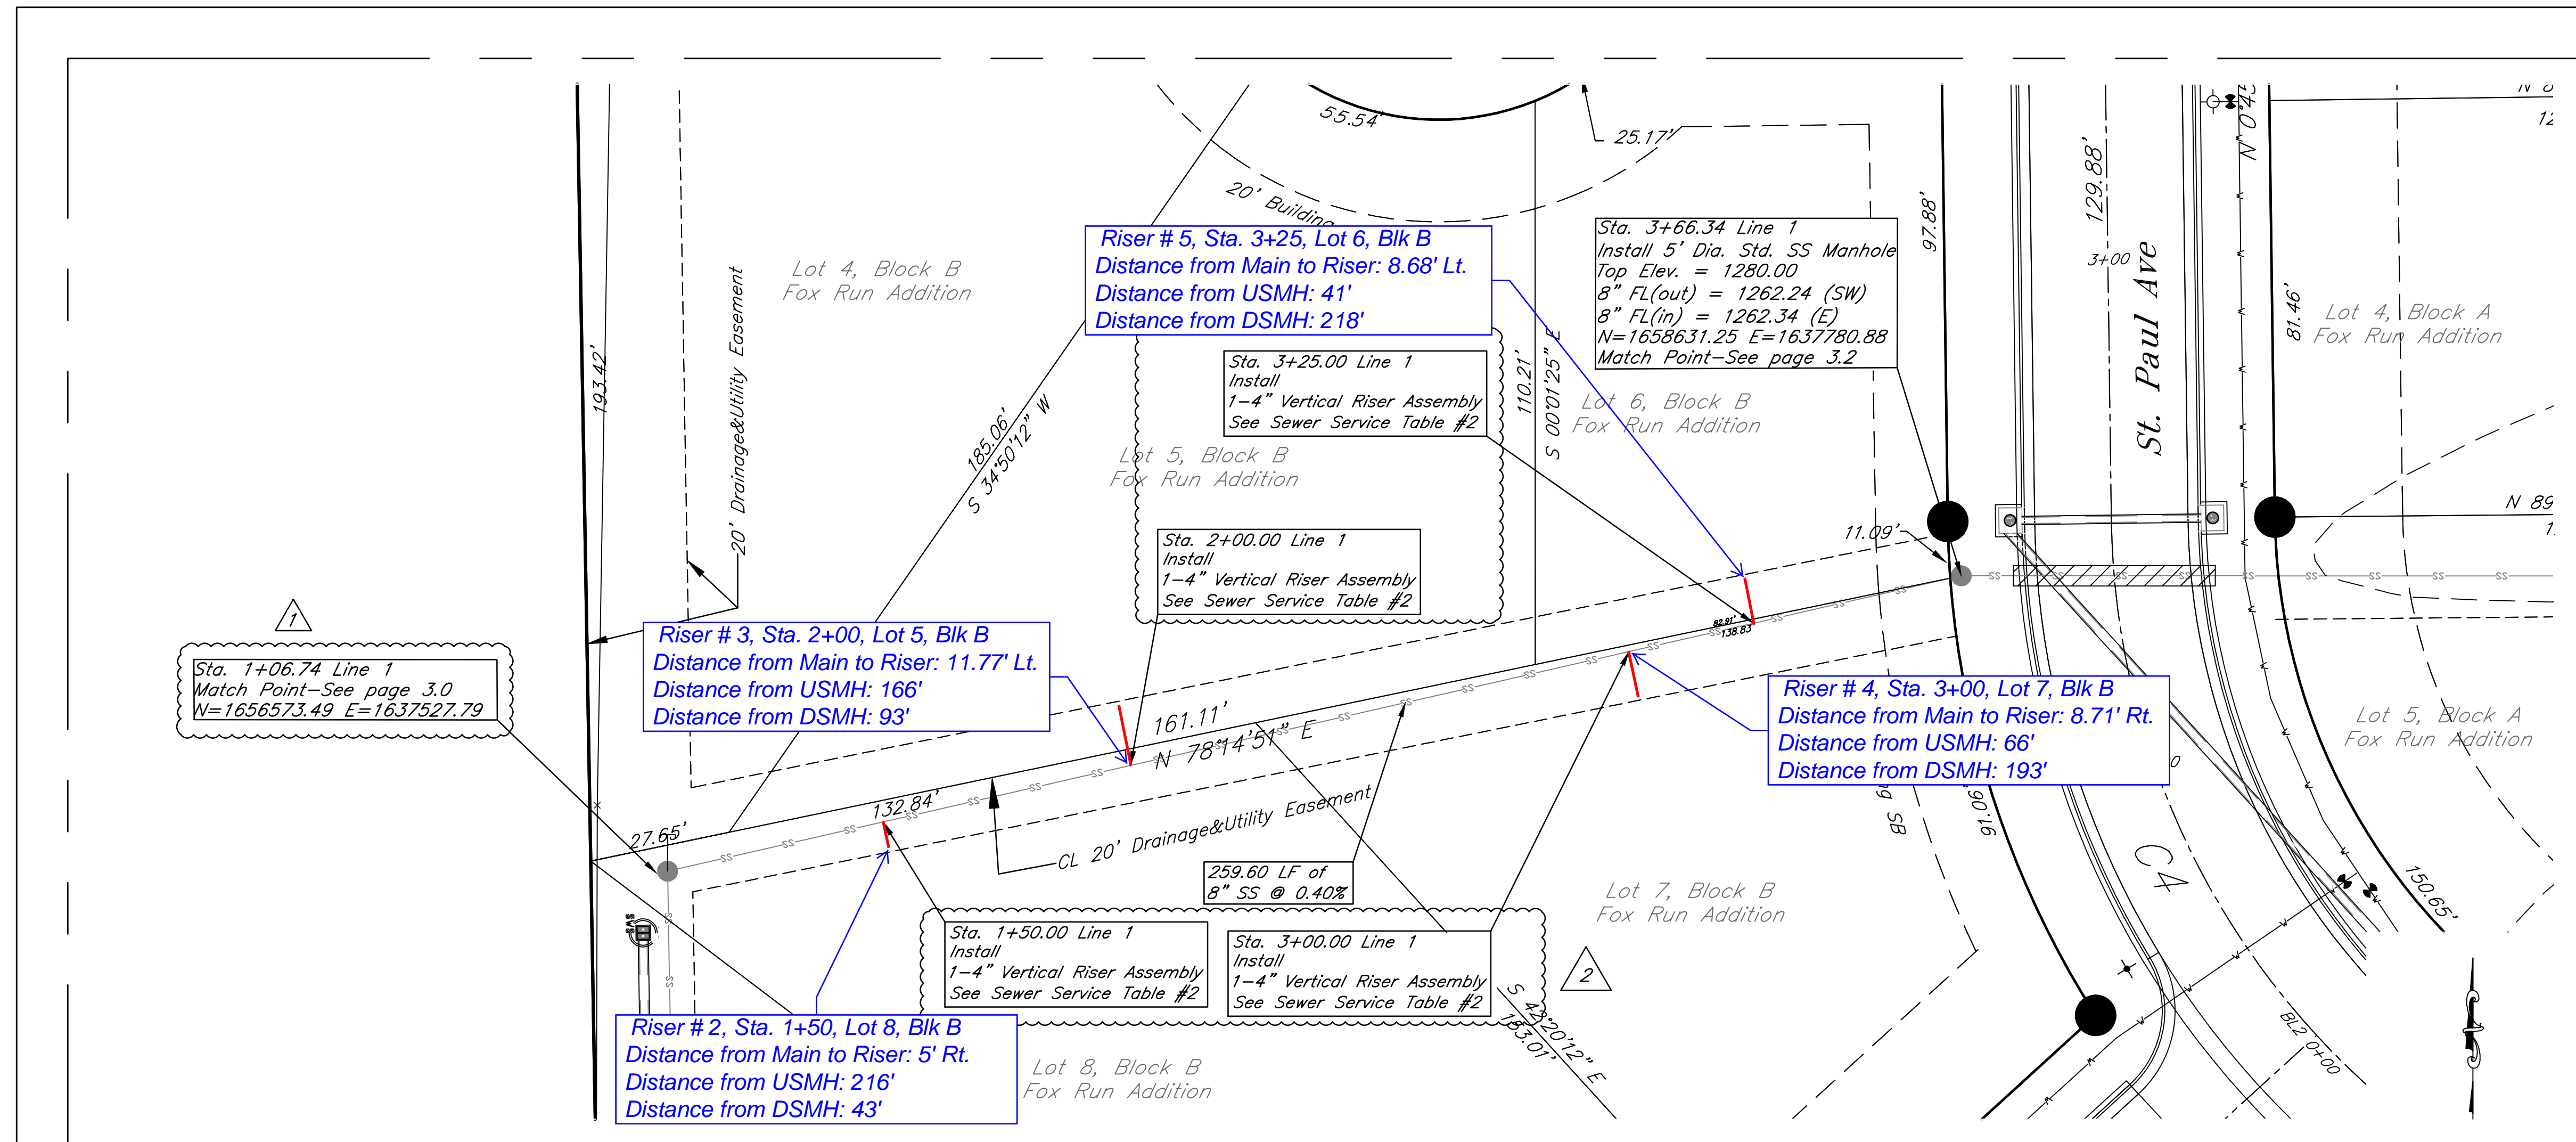 55.54'
25.17'
20' Building
Lot 4, Block B
Fox Run Addition
20' Drainage&Utility Easement
193.42'
185.06'
S 34°50'12" W
Riser # 5, Sta. 3+25, Lot 6, Blk B
Distance from Main to Riser: 8.68' Lt.
Distance from USMH: 41'
Distance from DSMH: 218'
Sta. 3+25.00 Line 1
Install
1-4" Vertical Riser Assembly
See Sewer Service Table #2
110.21'
S 00°01'25" E
Sta. 3+66.34 Line 1
Install 5' Dia. Std. SS Manhole
Top Elev. = 1280.00
8" FL(out) = 1262.24 (SW)
8" FL(in) = 1262.34 (E)
N=1658631.25 E=1637780.88
Match Point-See page 3.2
97.88'
129.88'
3+00
St. Paul Ave
N 0°43
N 8
12
81.46'
Lot 4, Block A
Fox Run Addition
Lot 6, Block B
Fox Run Addition
Lot 5, Block B
Fox Run Addition
N 89
1
11.09'
Sta. 2+00.00 Line 1
Install
1-4" Vertical Riser Assembly
See Sewer Service Table #2
1
Sta. 1+06.74 Line 1
Match Point-See page 3.0
N=1656573.49 E=1637527.79
Riser # 3, Sta. 2+00, Lot 5, Blk B
Distance from Main to Riser: 11.77' Lt.
Distance from USMH: 166'
Distance from DSMH: 93'
82.91'
138.83
161.11'
N 78°14'51" E
Riser # 4, Sta. 3+00, Lot 7, Blk B
Distance from Main to Riser: 8.71' Rt.
Distance from USMH: 66'
Distance from DSMH: 193'
Lot 5, Block A
Fox Run Addition
132.84'
27.65'
CL 20' Drainage&Utility Easement
259.60 LF of
8" SS @ 0.40%
Lot 7, Block B
Fox Run Addition
SB
90.16'
C4
150.65'
SWS
Sta. 1+50.00 Line 1
Install
1-4" Vertical Riser Assembly
See Sewer Service Table #2
Sta. 3+00.00 Line 1
Install
1-4" Vertical Riser Assembly
See Sewer Service Table #2
2
S 42°20'12" E
153.01'
BL2 0+00
Riser # 2, Sta. 1+50, Lot 8, Blk B
Distance from Main to Riser: 5' Rt.
Distance from USMH: 216'
Distance from DSMH: 43'
Lot 8, Block B
Fox Run Addition